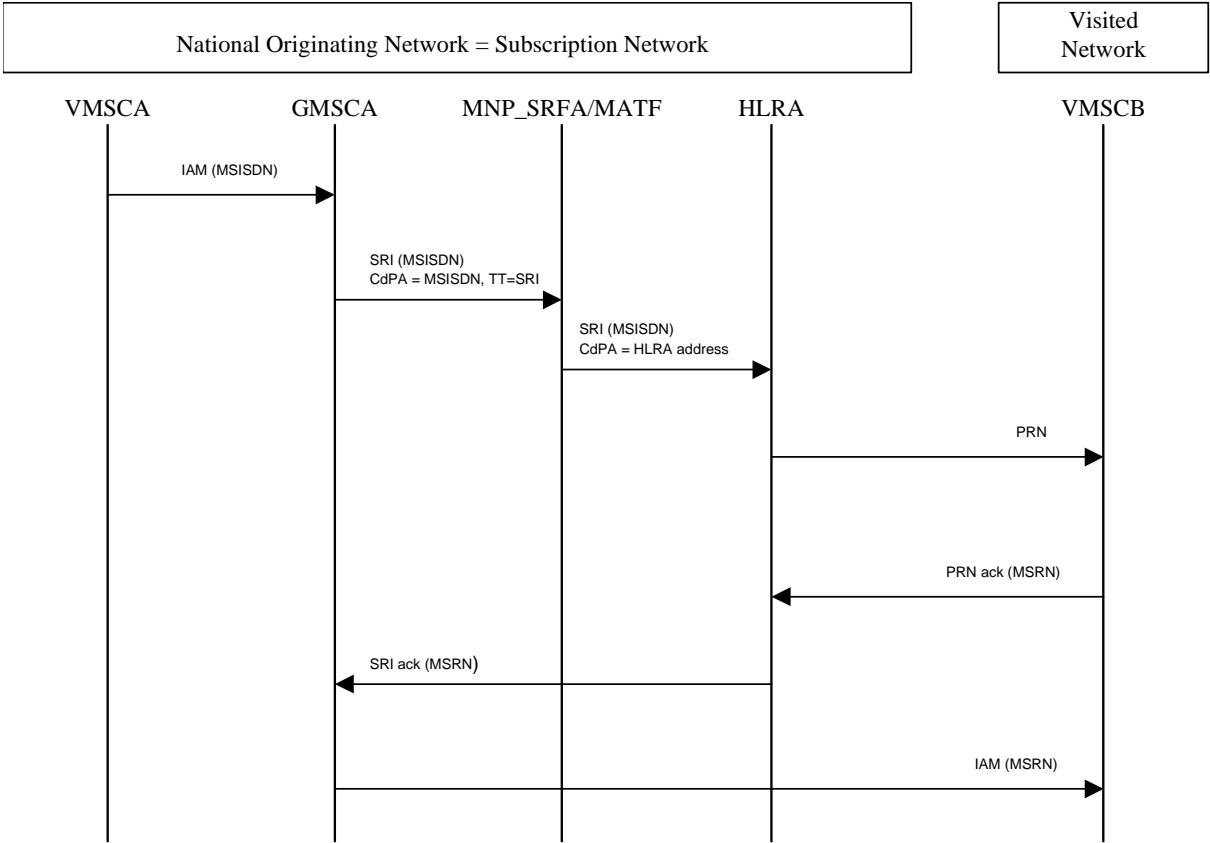 National Originating Network = Subscription Network
Visited
Network
VMSCA
GMSCA
MNP_SRFA/MATF
HLRA
VMSCB
IAM (MSISDN)
SRI (MSISDN)
CdPA = MSISDN, TT=SRI
SRI (MSISDN)
CdPA = HLRA address
PRN
PRN ack (MSRN)
SRI ack (MSRN)
IAM (MSRN)